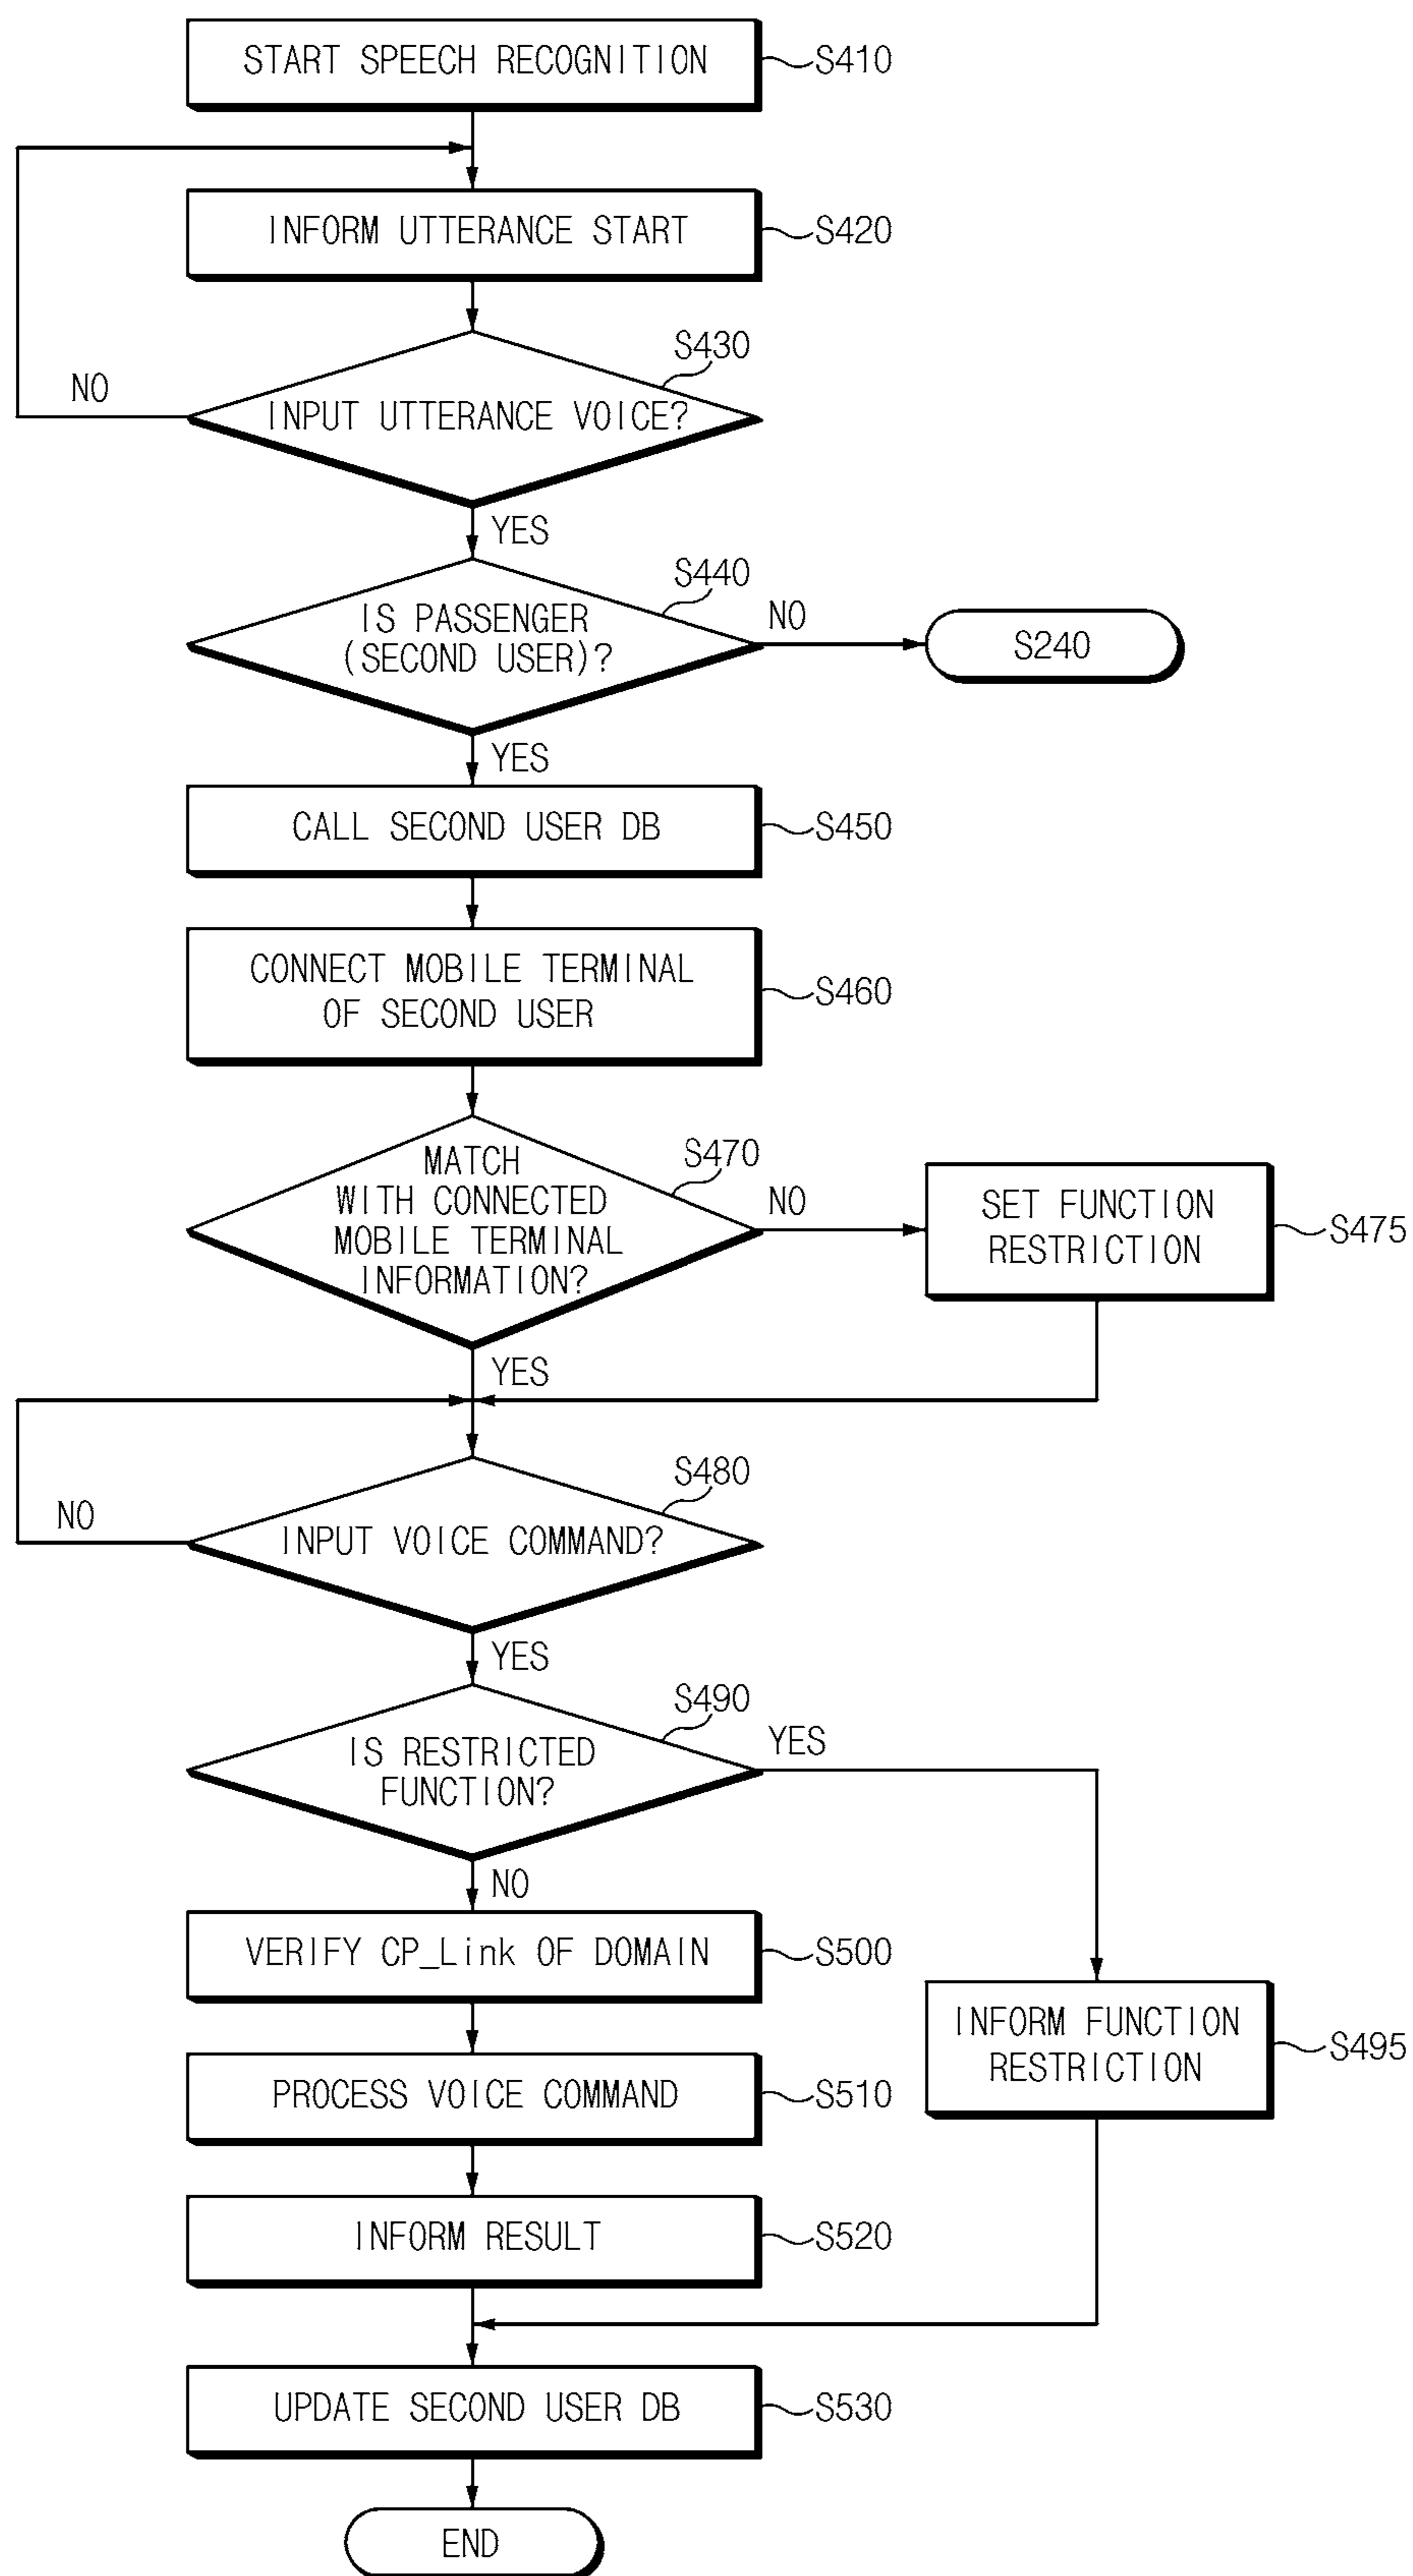 START SPEECH RECOGNITION
S410
INFORM UTTERANCE START
S420
S430
NO
INPUT UTTERANCE VOICE?
YES
S440
IS PASSENGER
(SECOND USER)?
NO
S240
YES
CALL SECOND USER DB
S450
CONNECT MOBILE TERMINAL
OF SECOND USER
S460
S470
MATCH
WITH CONNECTED
MOBILE TERMINAL
INFORMATION?
NO
SET FUNCTION
RESTRICTION
S475
YES
S480
NO
INPUT VOICE COMMAND?
YES
S490
IS RESTRICTED
FUNCTION?
YES
NO
VERIFY CP_Link OF DOMAIN
S500
INFORM FUNCTION
RESTRICTION
S495
PROCESS VOICE COMMAND
S510
INFORM RESULT
S520
UPDATE SECOND USER DB
S530
END